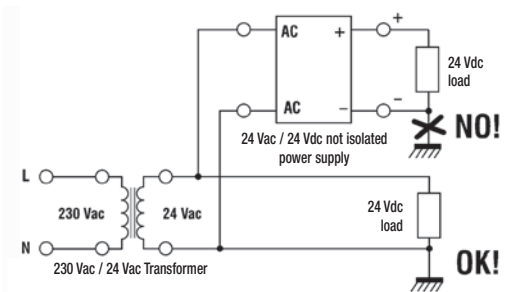 AC +
+
24 Vdc
load
AC −
−
NO!
24 Vac / 24 Vdc not isolated
power supply
L
230 Vac
24 Vac
24 Vdc
load
N
230 Vac / 24 Vac Transformer
OK!